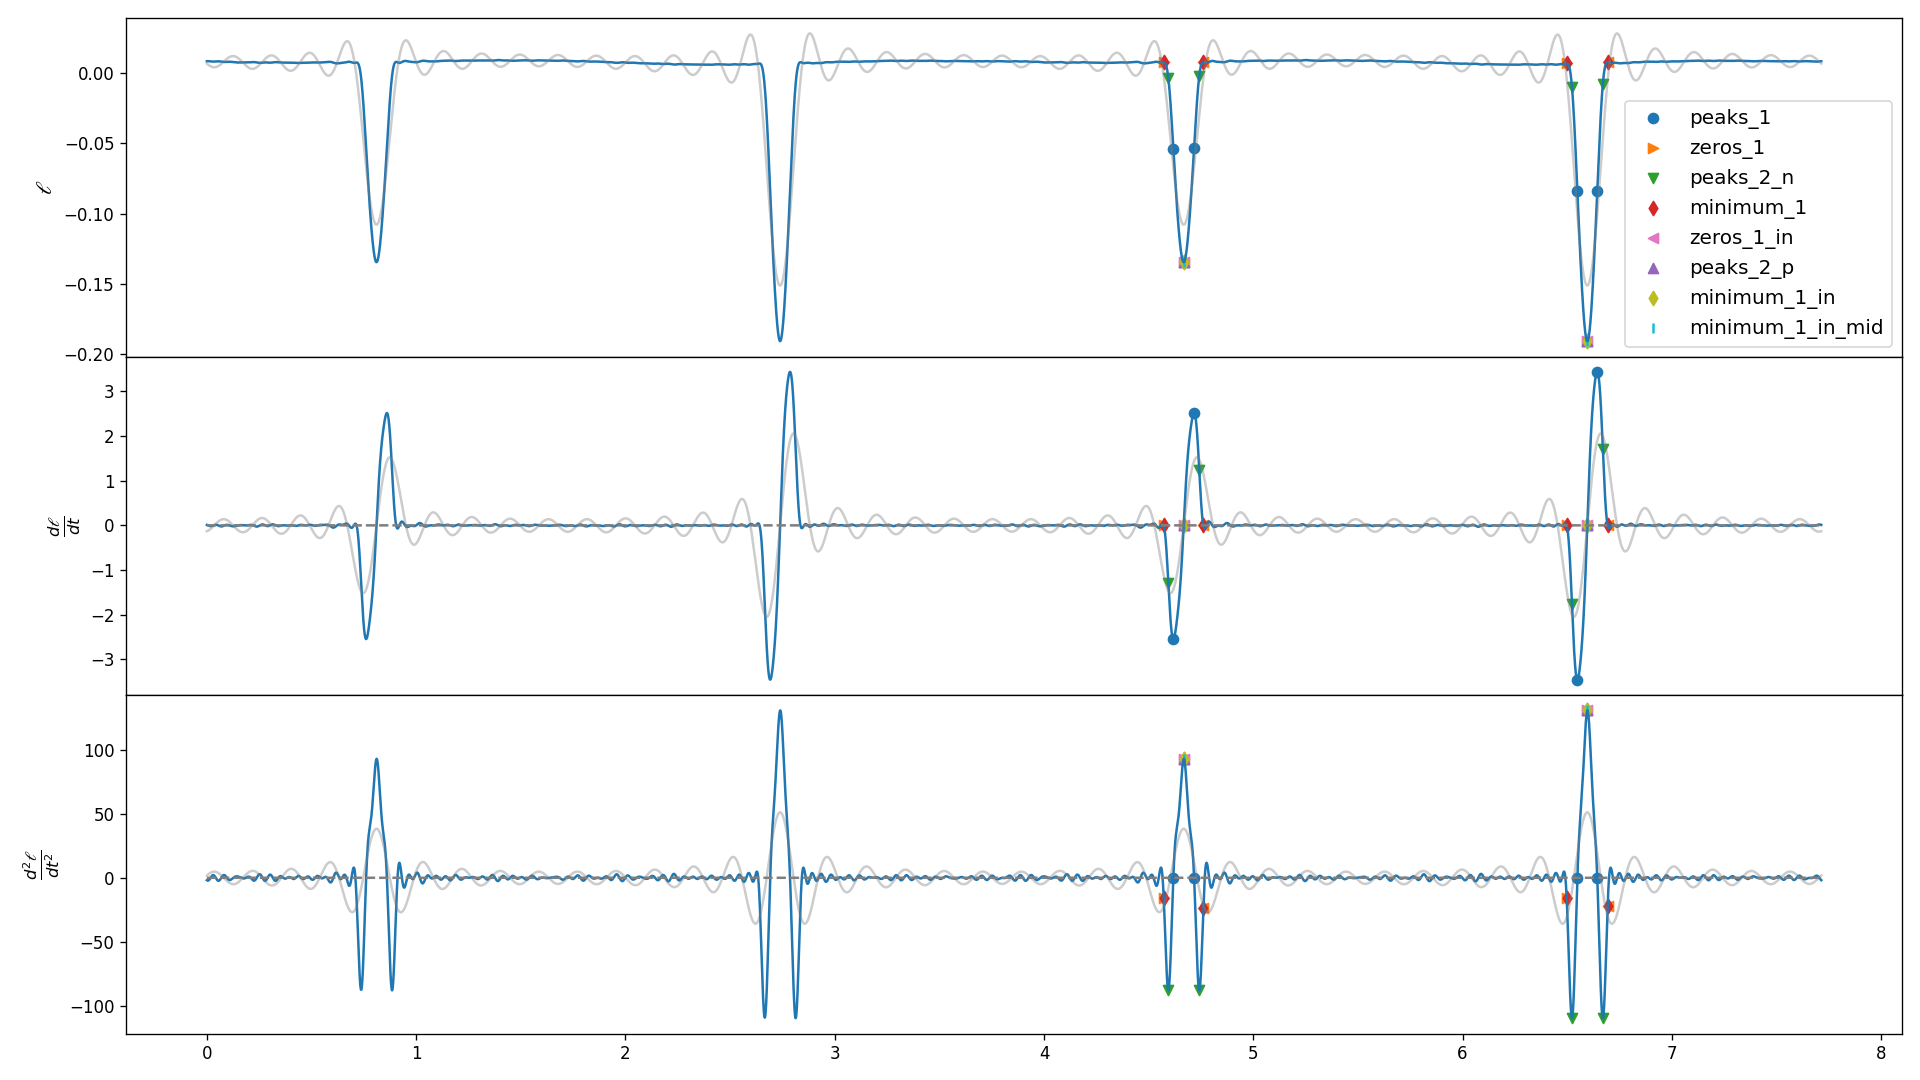 0.00
−0.05
−0.10
−0.15
−0.20
ℓ
peaks_1
zeros_1
peaks_2_n
minimum_1
zeros_1_in
peaks_2_p
minimum_1_in
minimum_1_in_mid
3
2
1
0
−1
−2
−3
dℓ
dt
100
50
0
−50
−100
d²ℓ
dt²
0 1 2 3 4 5 6 7 8